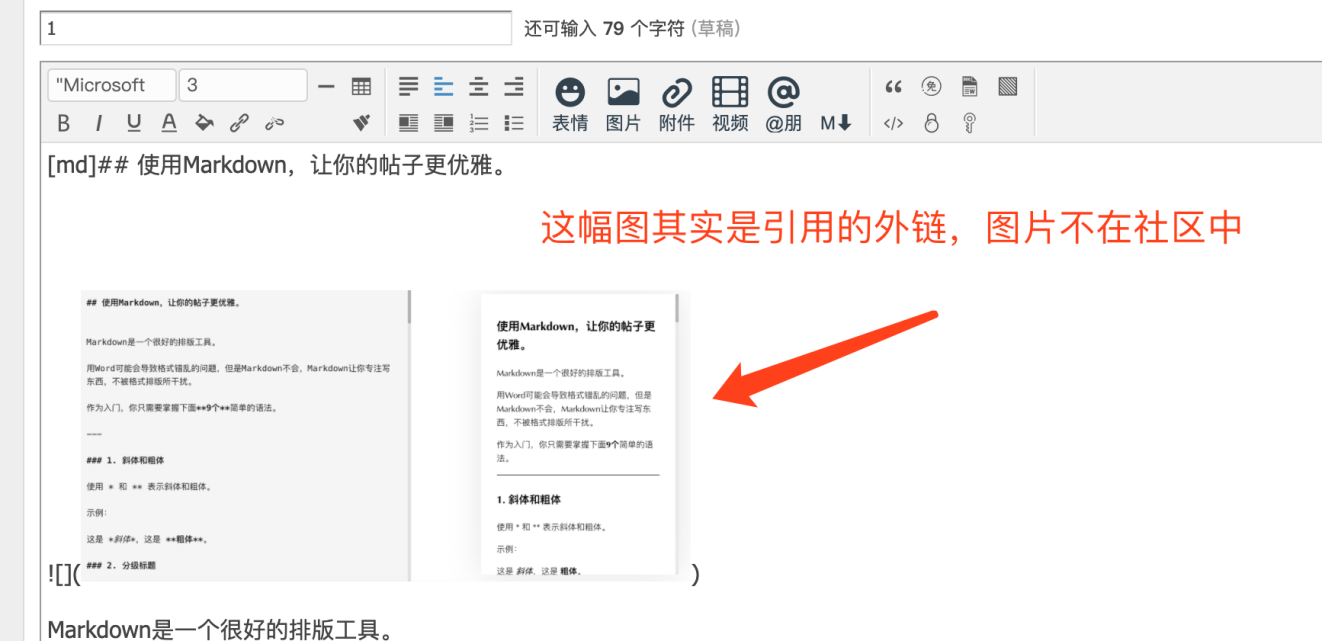 1
还可输入 79 个字符 (草稿)
"Microsoft
3
B I U A
表情 图片 附件 视频 @朋 M
[md]## 使用Markdown，让你的帖子更优雅。
这幅图其实是引用的外链，图片不在社区中
## 使用Markdown，让你的帖子更优雅。
Markdown是一个很好的排版工具。
用Word可能会导致格式错乱的问题，但是Markdown不会，Markdown让你专注写
东西，不被格式排版所干扰。
作为入门，你只需要掌握下面**9个**简单的语法。
---
### 1. 斜体和粗体
使用 * 和 ** 表示斜体和粗体。
示例：
这是 *斜体*，这是 **粗体**。
### 2. 分级标题
使用Markdown，让你的帖子更
优雅。
Markdown是一个很好的排版工具。
用Word可能会导致格式错乱的问题，但是
Markdown不会，Markdown让你专注写东
西，不被格式排版所干扰。
作为入门，你只需要掌握下面9个简单的语
法。
1. 斜体和粗体
使用 * 和 ** 表示斜体和粗体。
示例：
这是 斜体，这是 粗体。
![]()
Markdown是一个很好的排版工具。